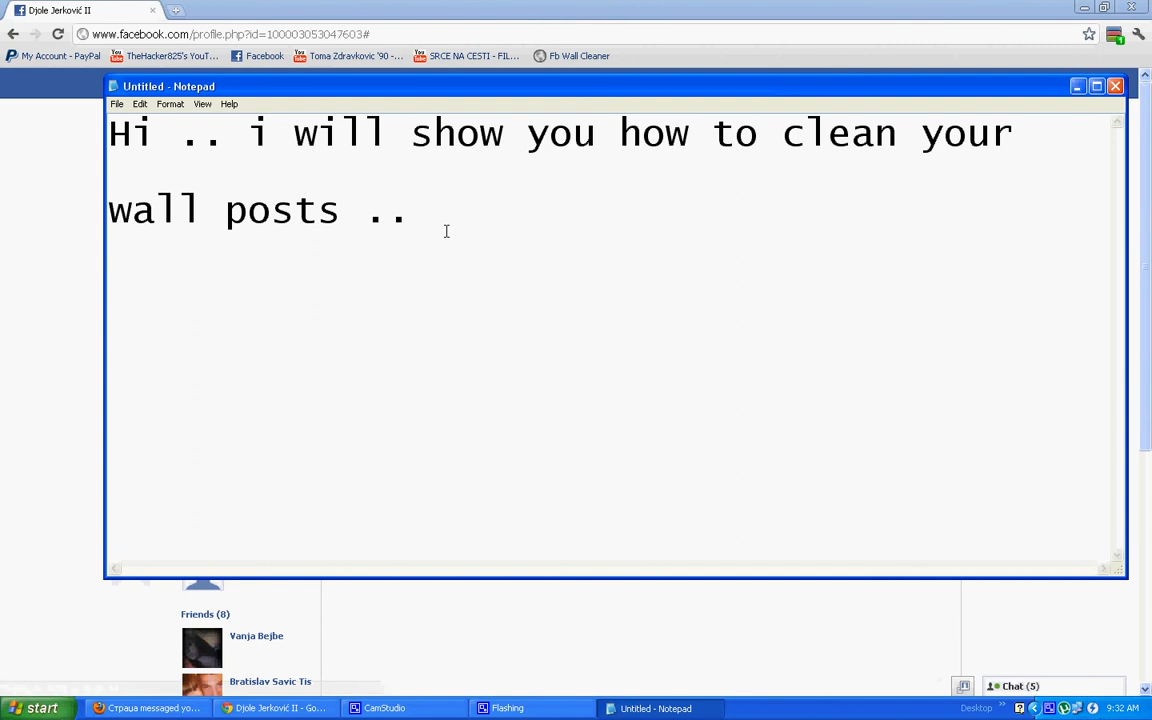 Djole Jerković II
www.facebook.com/profile.php?id=100003053047603#
My Account - PayPal
TheHacker825's YouT...
Facebook
Toma Zdravkovic '90 -...
SRCE NA CESTI - FIL...
Fb Wall Cleaner
Untitled - Notepad
File Edit Format View Help
Hi .. i will show you how to clean your
wall posts ..
Friends (8)
Vanja Bejbe
Bratislav Savic Tis
Chat (5)
start
Страца messaged yo...
Djole Jerković II - Go...
CamStudio
Flashing
Untitled - Notepad
Desktop
9:32 AM